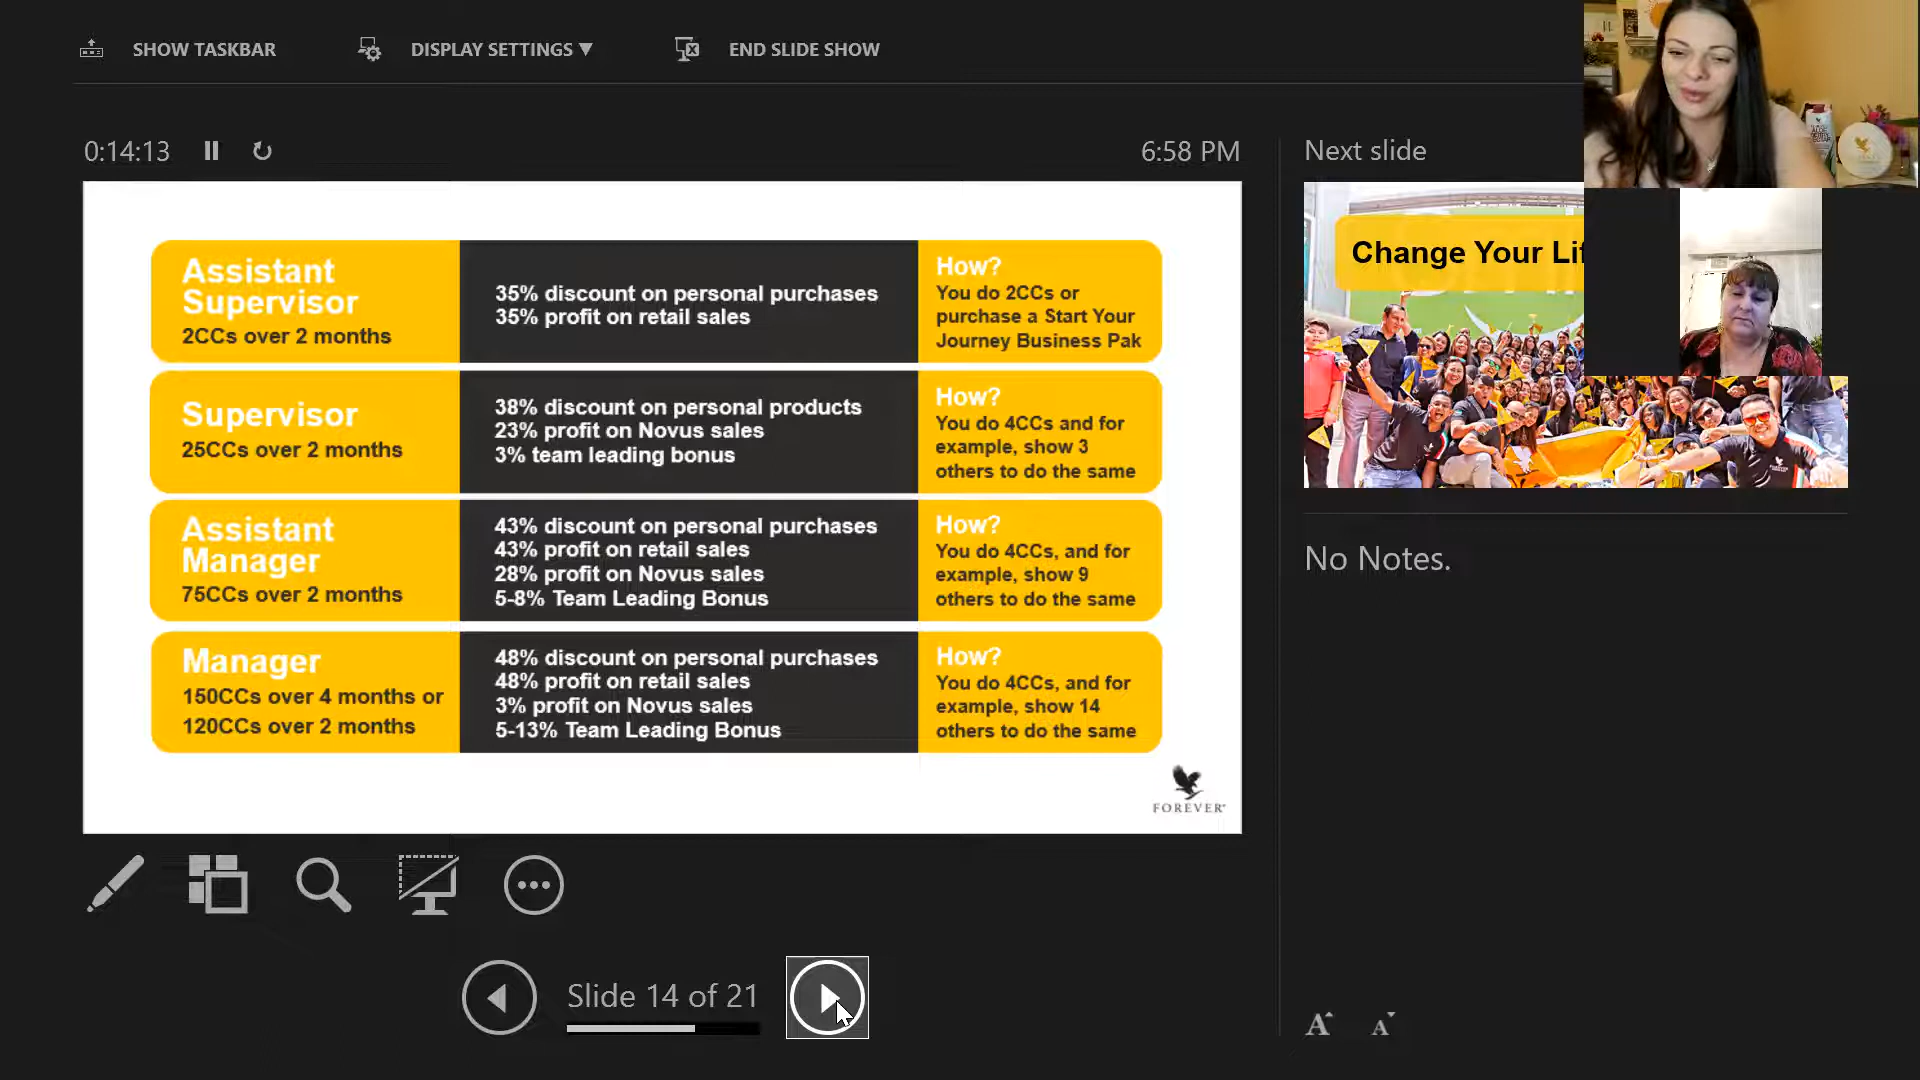 SHOW TASKBAR
DISPLAY SETTINGS ▼
END SLIDE SHOW
0:14:13
6:58 PM
Next slide
Assistant
Supervisor
2CCs over 2 months
35% discount on personal purchases
35% profit on retail sales
How?
You do 2CCs or
purchase a Start Your
Journey Business Pak
Supervisor
25CCs over 2 months
38% discount on personal products
23% profit on Novus sales
3% team leading bonus
How?
You do 4CCs and for
example, show 3
others to do the same
Assistant
Manager
75CCs over 2 months
43% discount on personal purchases
43% profit on retail sales
28% profit on Novus sales
5-8% Team Leading Bonus
How?
You do 4CCs, and for
example, show 9
others to do the same
Manager
150CCs over 4 months or
120CCs over 2 months
48% discount on personal purchases
48% profit on retail sales
3% profit on Novus sales
5-13% Team Leading Bonus
How?
You do 4CCs, and for
example, show 14
others to do the same
FOREVER
Change Your
No Notes.
Slide 14 of 21
A A